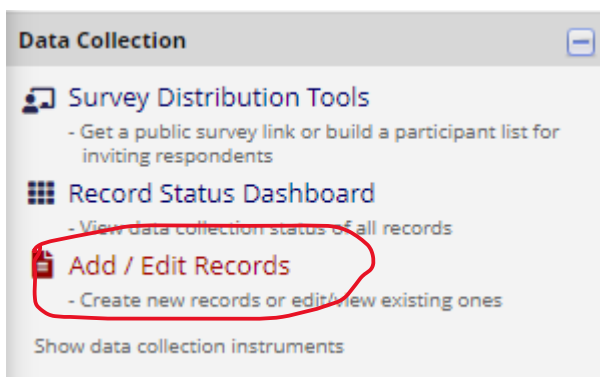 Data Collection
Survey Distribution Tools
- Get a public survey link or build a participant list for
inviting respondents
Record Status Dashboard
- View data collection status of all records
Add / Edit Records
- Create new records or edit/view existing ones
Show data collection instruments